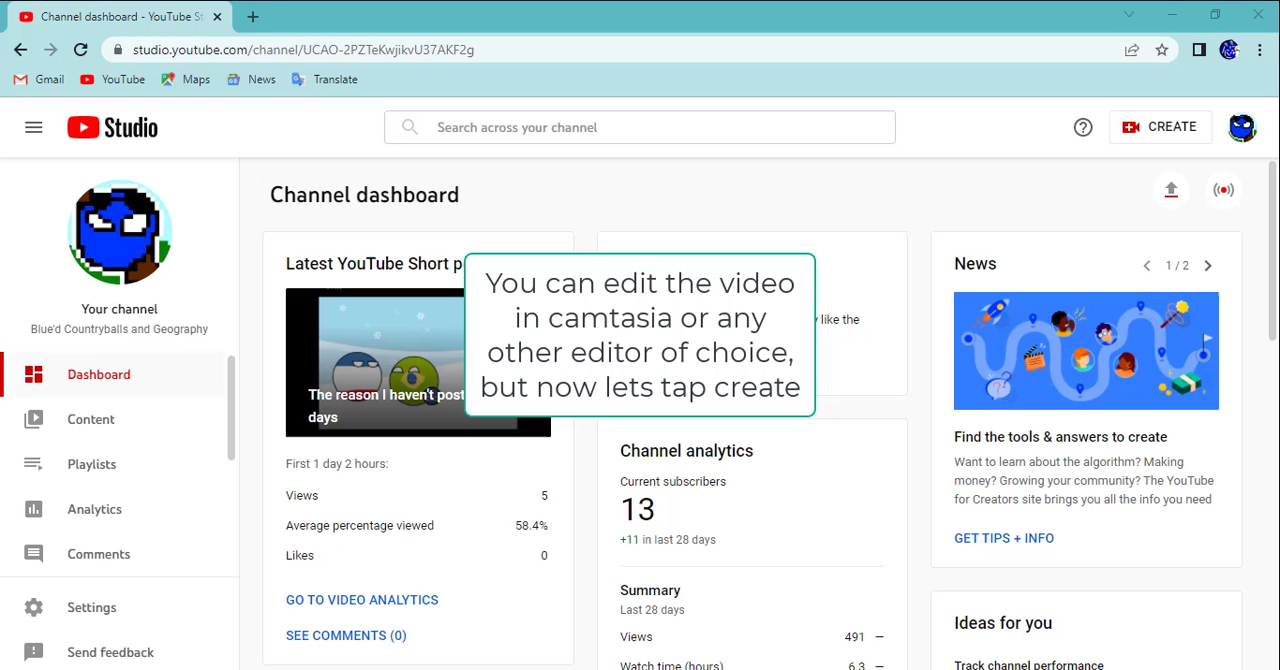 Channel dashboard - YouTube St
studio.youtube.com/channel/UCAO-2PZTeKwjikvU37AKF2g
Gmail
YouTube
Maps
News
Translate
Studio
Search across your channel
CREATE
Your channel
Blue'd Countryballs and Geography
Dashboard
Content
Playlists
Analytics
Comments
Settings
Send feedback
Channel dashboard
Latest YouTube Short p
The reason I haven't post
days
First 1 day 2 hours:
Views 5
Average percentage viewed 58.4%
Likes 0
GO TO VIDEO ANALYTICS
SEE COMMENTS (0)
You can edit the video
in camtasia or any
other editor of choice,
but now lets tap create
like the
Channel analytics
Current subscribers
13
+11 in last 28 days
Summary
Last 28 days
Views 491 —
Watch time (hours) 6.3 —
News
1 / 2
Find the tools & answers to create
Want to learn about the algorithm? Making
money? Growing your community? The YouTube
for Creators site brings you all the info you need
GET TIPS + INFO
Ideas for you
Track channel performance